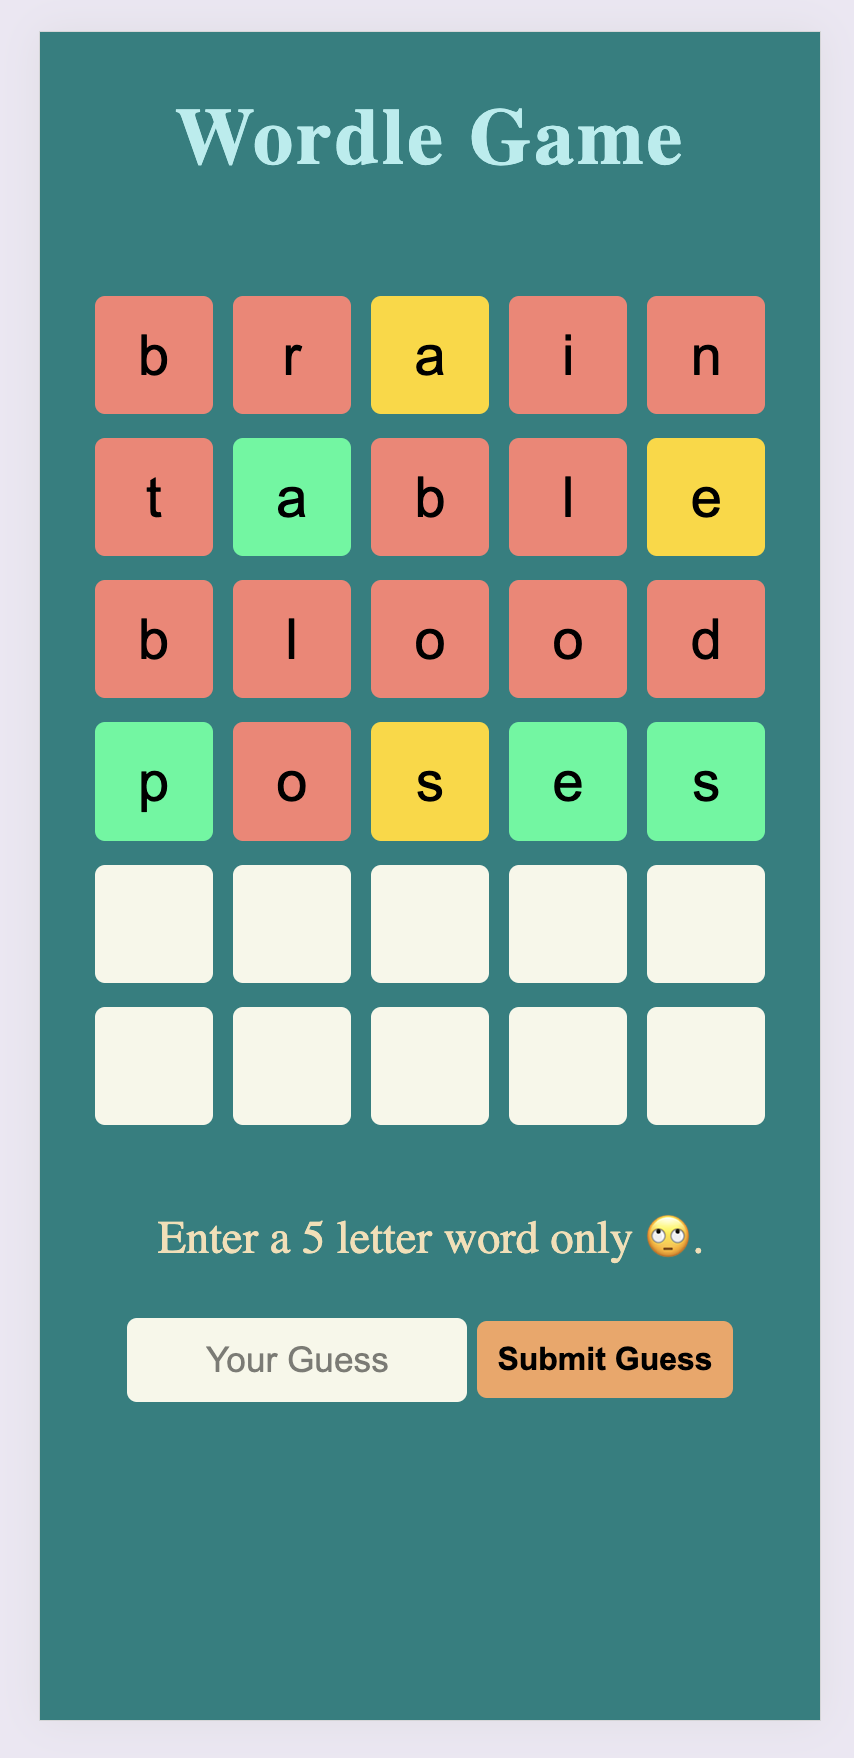 Wordle Game
b r a i n
t a b l e
b l o o d
p o s e s
Enter a 5 letter word only 🙄.
Your Guess Submit Guess